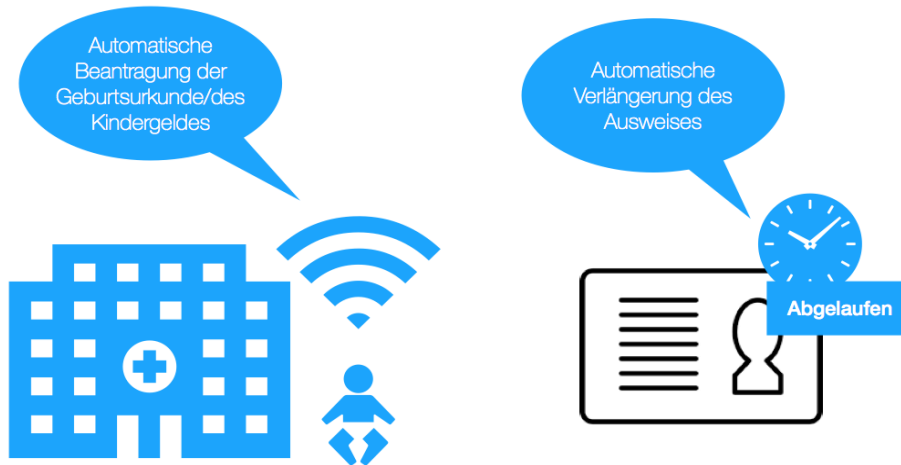 Automatische
Beantragung der
Geburtsurkunde/des
Kindergeldes
Automatische
Verlängerung des
Ausweises
Abgelaufen